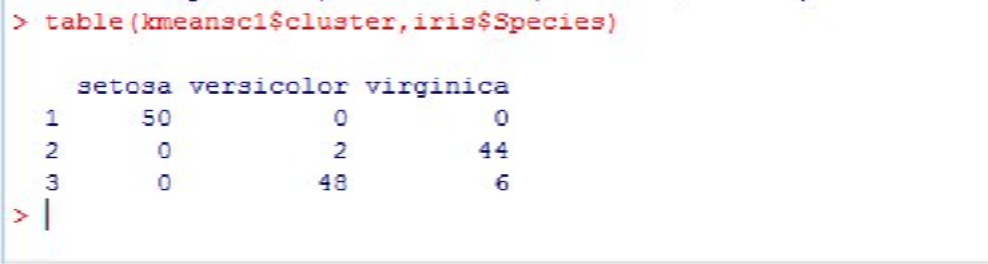 > table(kmeansc1$cluster,iris$Species)
setosa versicolor virginica
1 50 0 0
2 0 2 44
3 0 48 6
>